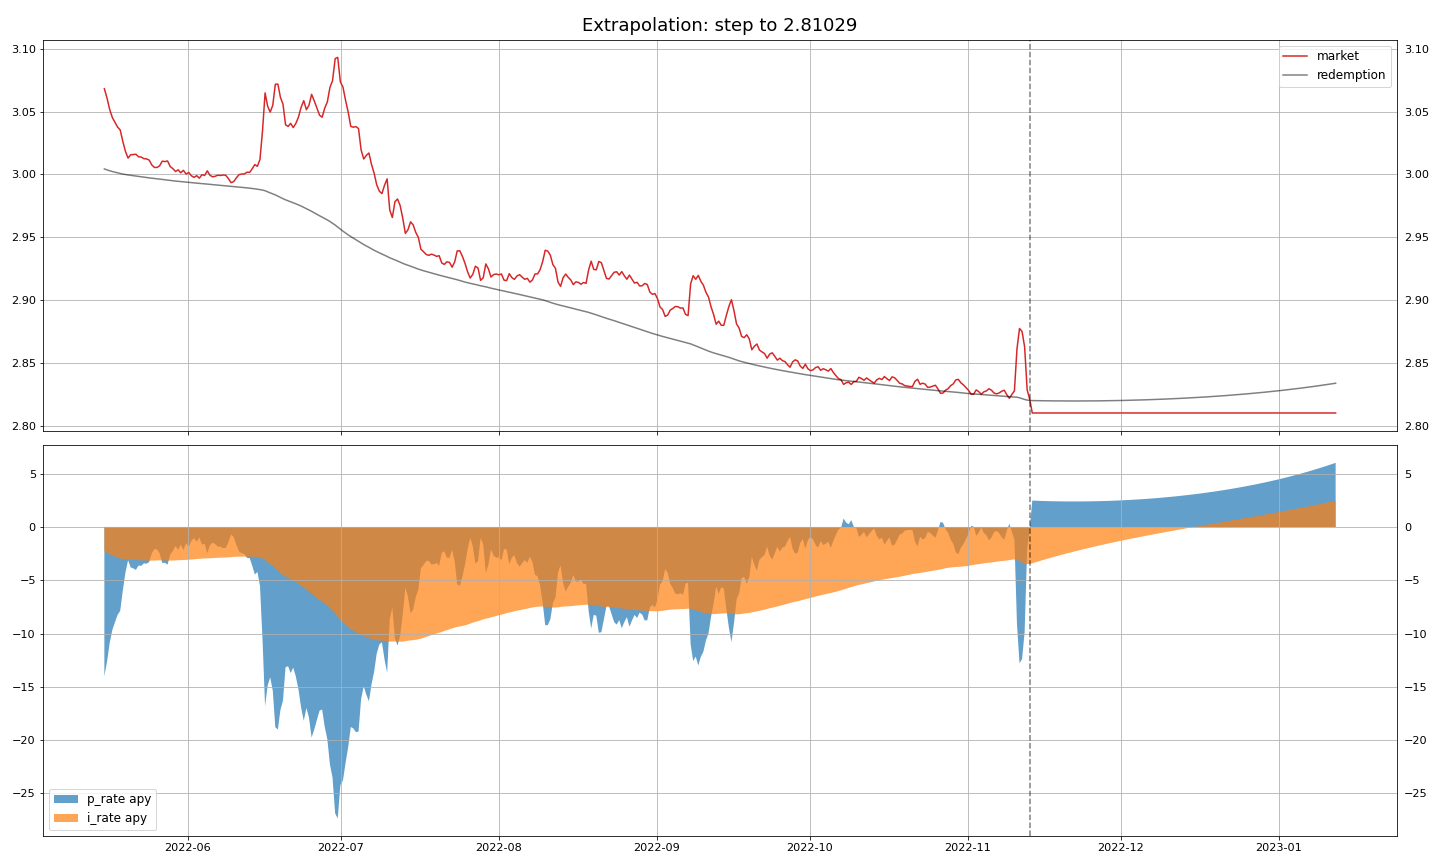 Extrapolation: step to 2.81029
3.10 3.10
3.05 3.05
3.00 3.00
2.95 2.95
2.90 2.90
2.85 2.85
2.80 2.80
market
redemption
5 5
0 0
−5 −5
−10 −10
−15 −15
−20 −20
−25 −25
p_rate apy
i_rate apy
2022-06 2022-07 2022-08 2022-09 2022-10 2022-11 2022-12 2023-01